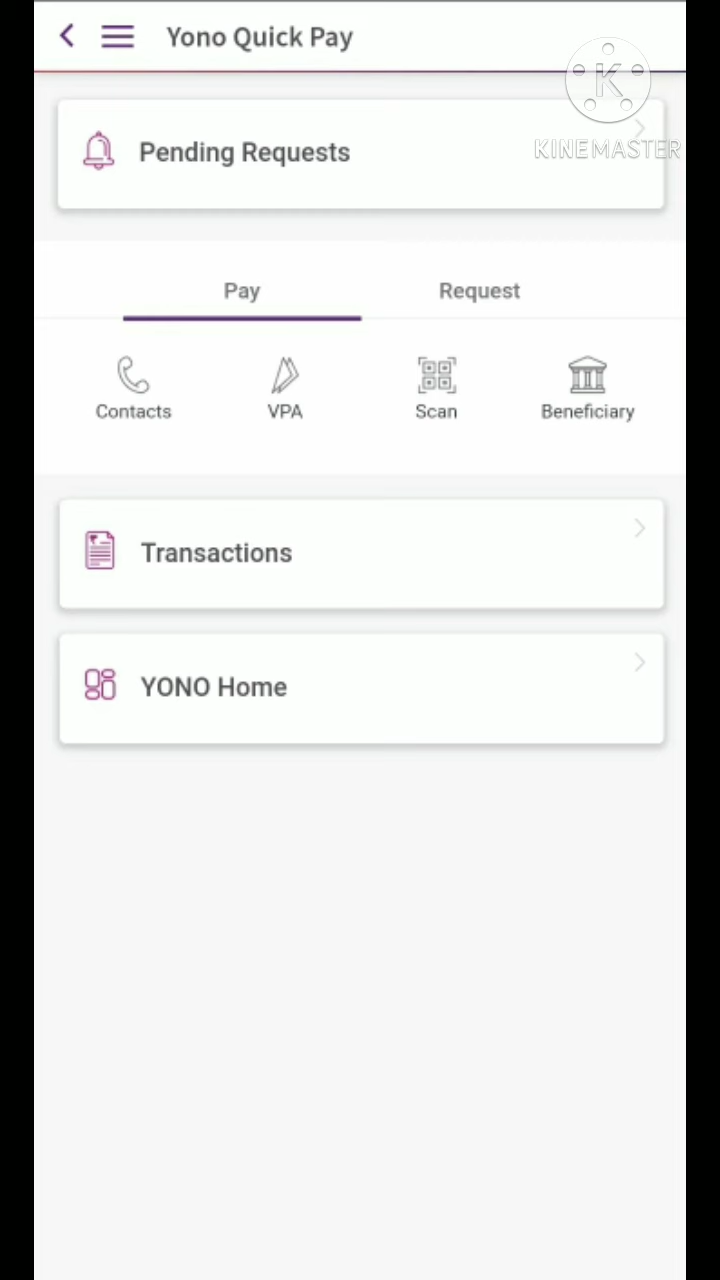 Yono Quick Pay
K
KINEMASTER
Pending Requests
Pay
Request
Contacts
VPA
Scan
Beneficiary
Transactions
YONO Home